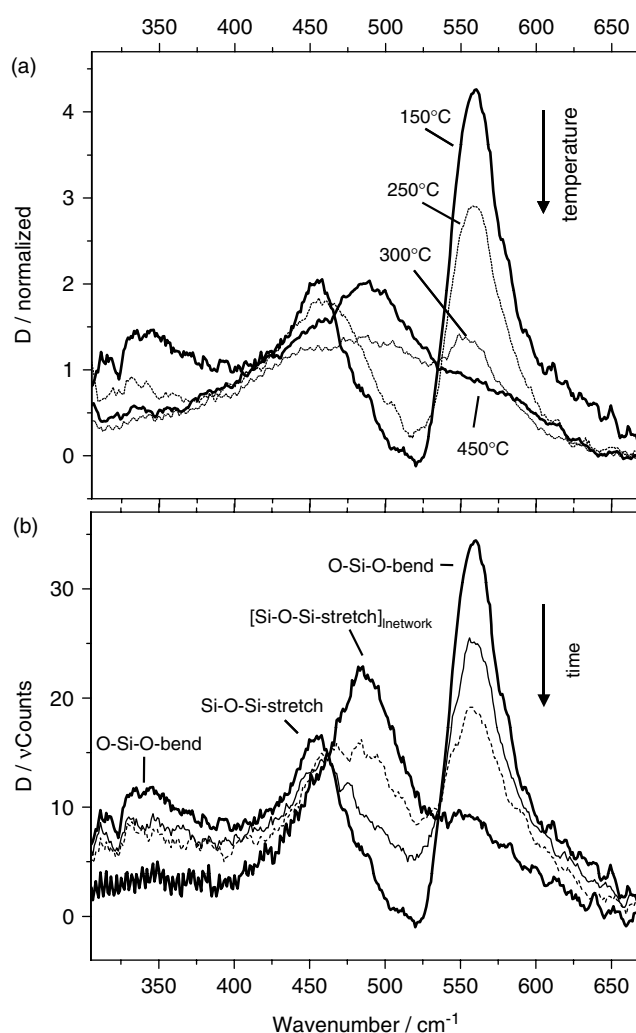 350 400 450 500 550 600 650
(a)
4
3
2
1
0
D / normalized
150°C
250°C
300°C
450°C
temperature
(b)
30
20
10
0
D / vCounts
O-Si-O-bend
[Si-O-Si-stretch]Inetwork
Si-O-Si-stretch
O-Si-O-bend
time
350 400 450 500 550 600 650
Wavenumber / cm-1